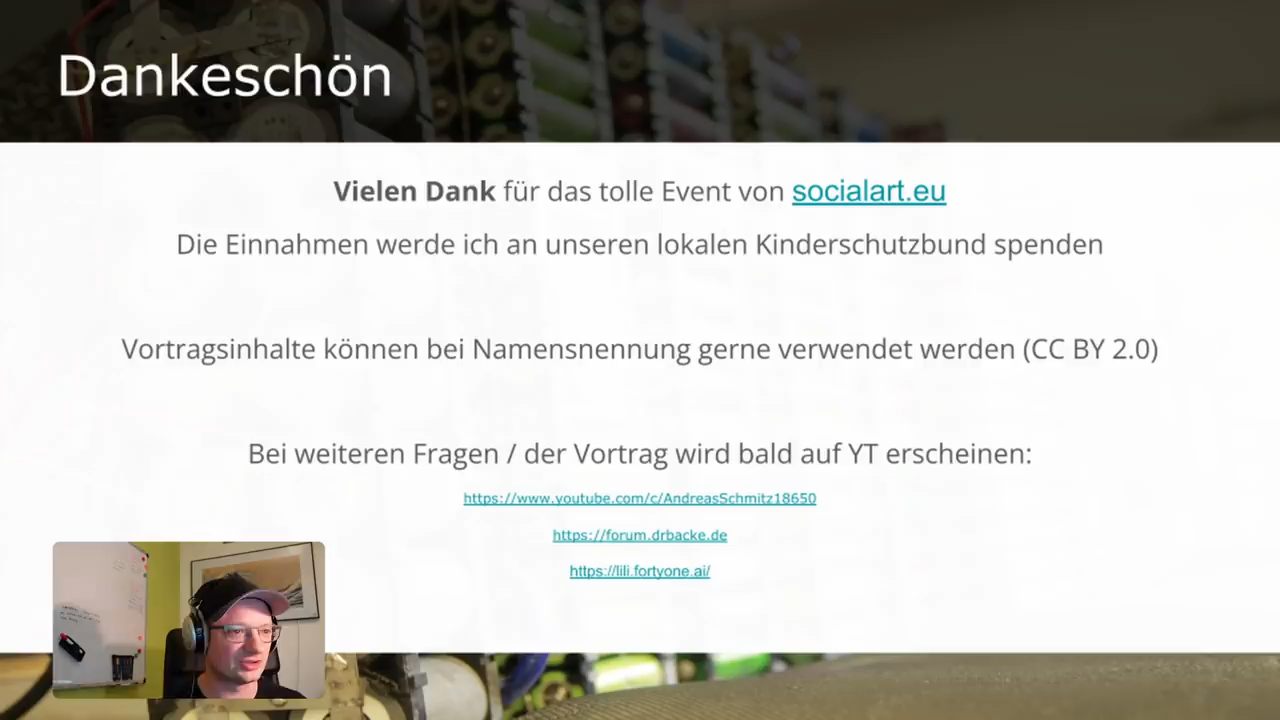 Dankeschön
Vielen Dank für das tolle Event von socialart.eu
Die Einnahmen werde ich an unseren lokalen Kinderschutzbund spenden
Vortragsinhalte können bei Namensnennung gerne verwendet werden (CC BY 2.0)
Bei weiteren Fragen / der Vortrag wird bald auf YT erscheinen:
https://www.youtube.com/c/AndreasSchmitz18650
https://forum.drbacke.de
https://lili.fortyone.ai/